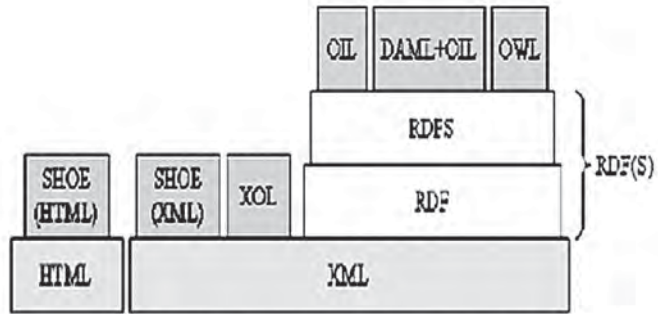 OIL DAML+OIL OWL
RDFS
RDF(S)
SHOE (HTML)
SHOE (XML)
XOL
RDF
HTML
XML